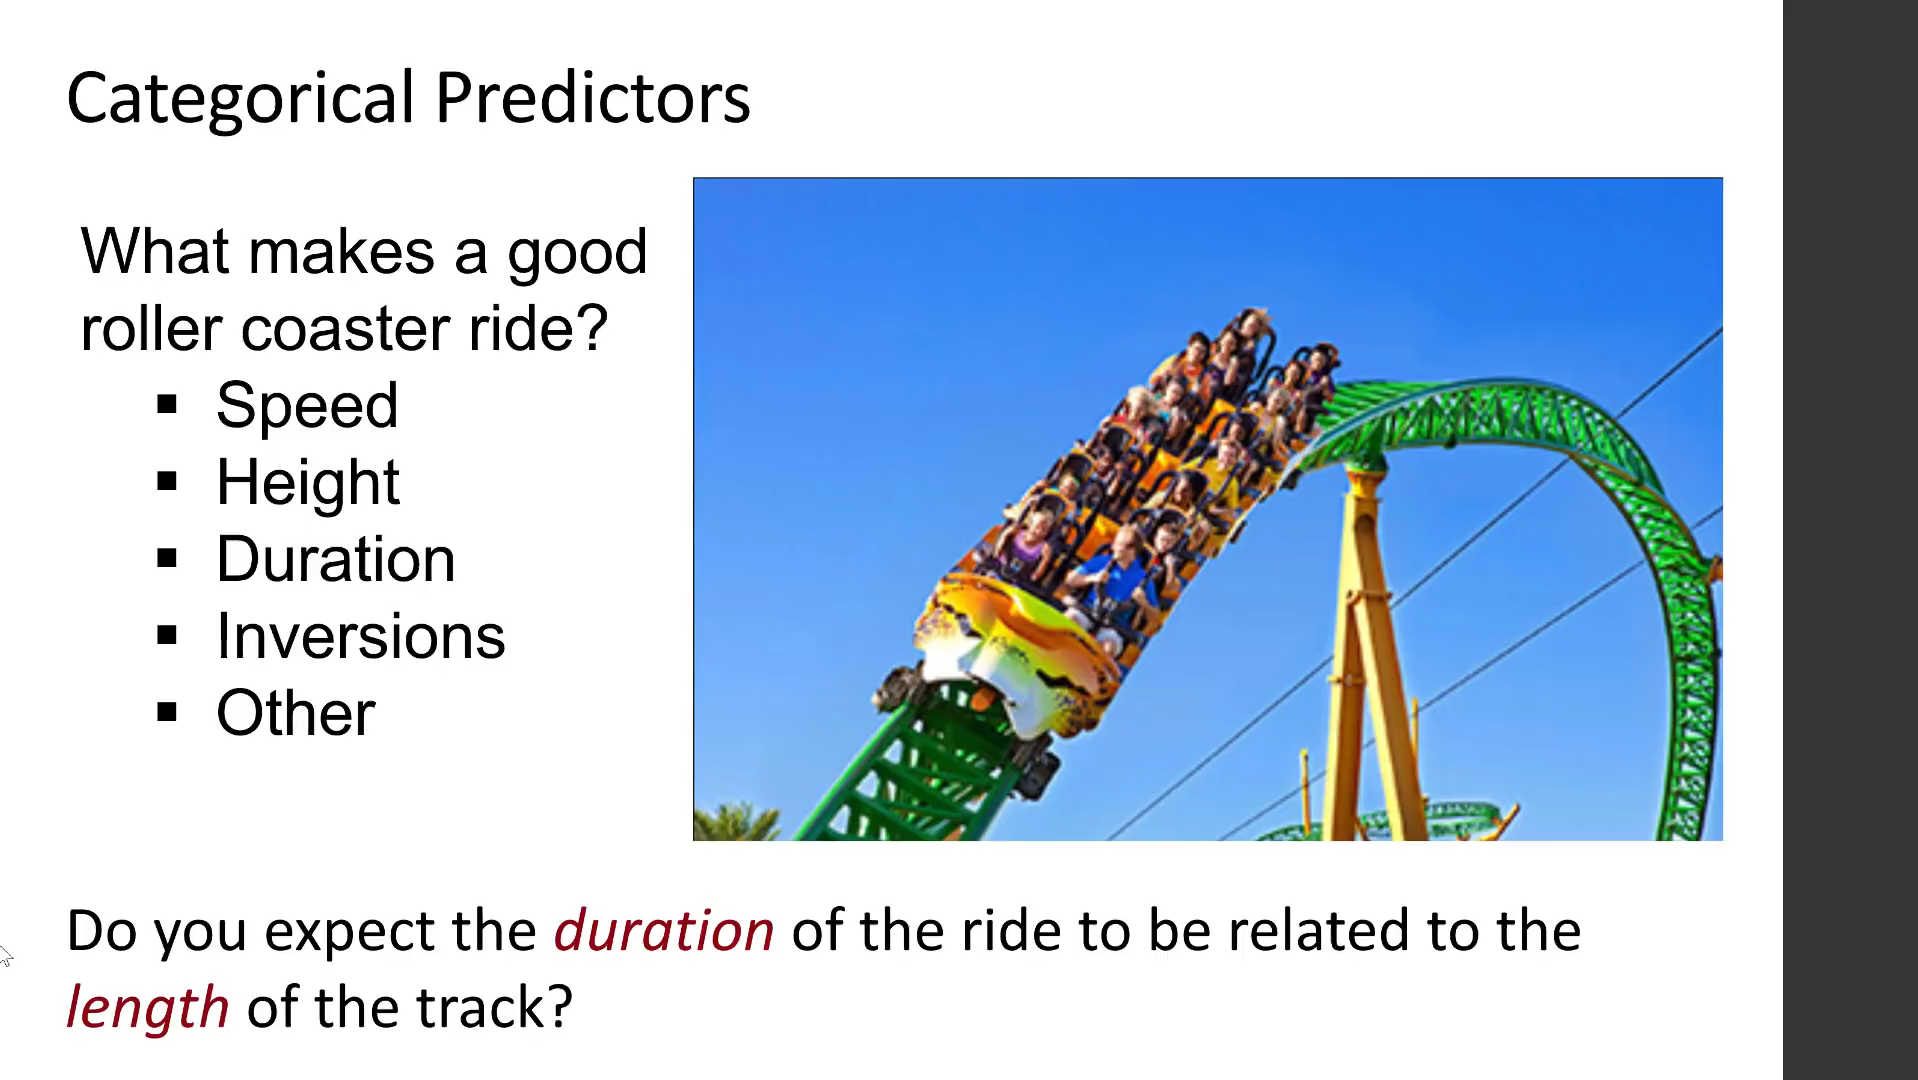 Categorical Predictors
What makes a good
roller coaster ride?
▪ Speed
▪ Height
▪ Duration
▪ Inversions
▪ Other
Do you expect the duration of the ride to be related to the
length of the track?